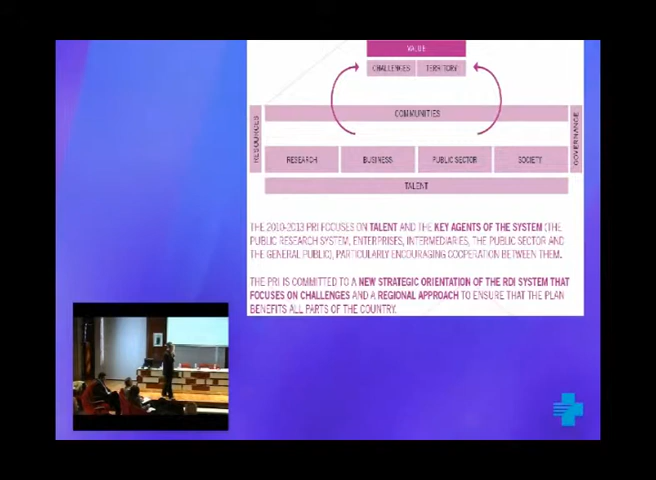 VALUE
CHALLENGES
TERRITORY
COMMUNITIES
RESOURCES
GOVERNANCE
RESEARCH
BUSINESS
PUBLIC SECTOR
SOCIETY
TALENT
THE 2010-2013 PRI FOCUSES ON TALENT AND THE KEY AGENTS OF THE SYSTEM (THE
PUBLIC RESEARCH SYSTEM, ENTERPRISES, INTERMEDIARIES, THE PUBLIC SECTOR AND
THE GENERAL PUBLIC), PARTICULARLY ENCOURAGING COOPERATION BETWEEN THEM.
THE PRI IS COMMITTED TO A NEW STRATEGIC ORIENTATION OF THE RDI SYSTEM THAT
FOCUSES ON CHALLENGES AND A REGIONAL APPROACH TO ENSURE THAT THE PLAN
BENEFITS ALL PARTS OF THE COUNTRY.